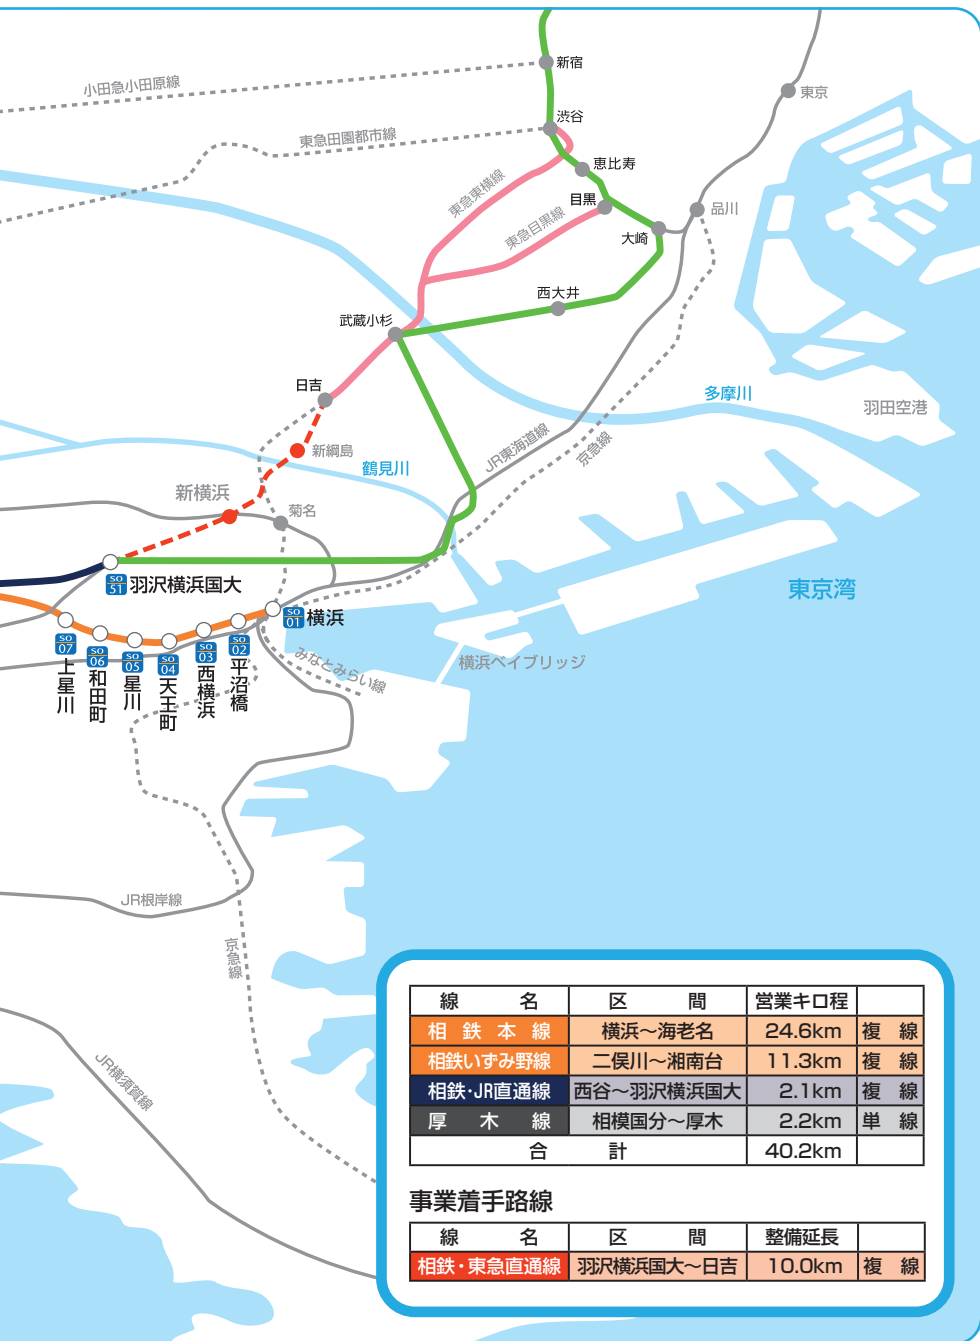 小田急小田原線
新宿
東京
渋谷
東急田園都市線
恵比寿
東急東横線
目黒
品川
東急目黒線
大崎
西大井
武蔵小杉
日吉
多摩川
羽田空港
新綱島
JR東海道線
京急線
鶴見川
新横浜
菊名
SO
51
羽沢横浜国大
東京湾
SO
01
横浜
SO
02
平沼橋
SO
03
西横浜
SO
04
天王町
SO
05
星川
SO
06
和田町
SO
07
上星川
みなとみらい線
横浜ベイブリッジ
JR根岸線
京急線
JR横須賀線
線 名 区 間 営業キロ程
相鉄本線 横浜～海老名 24.6km 複線
相鉄いずみ野線 二俣川～湘南台 11.3km 複線
相鉄・JR直通線 西谷～羽沢横浜国大 2.1km 複線
厚木線 相模国分～厚木 2.2km 単線
合 計 40.2km
事業着手路線
線 名 区 間 整備延長
相鉄・東急直通線 羽沢横浜国大～日吉 10.0km 複線